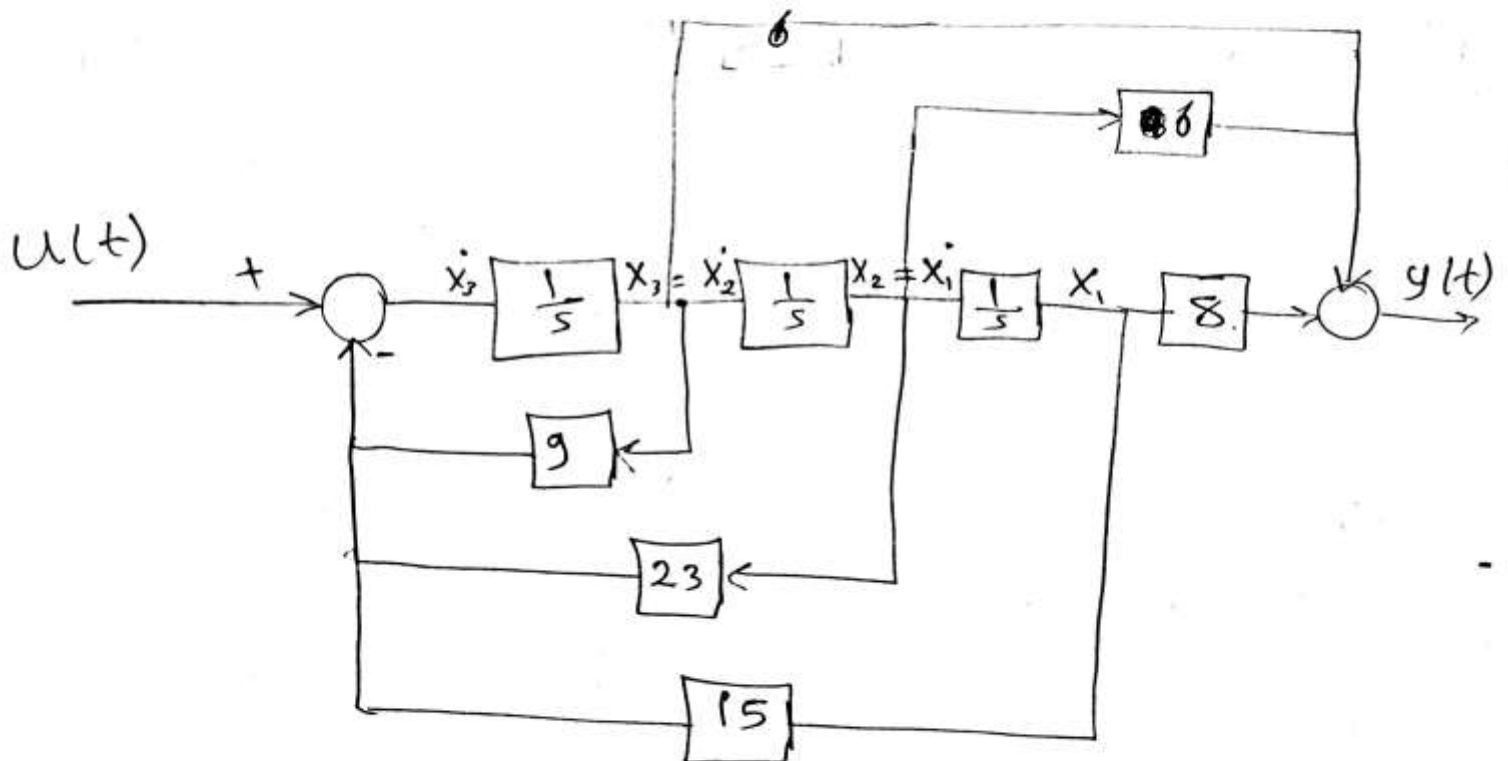 6
6
U(t)
+
ẋ₃
1/s
x₃ = ẋ₂
1/s
x₂ = ẋ₁
1/s
x₁
8
y(t)
-
9
23
15